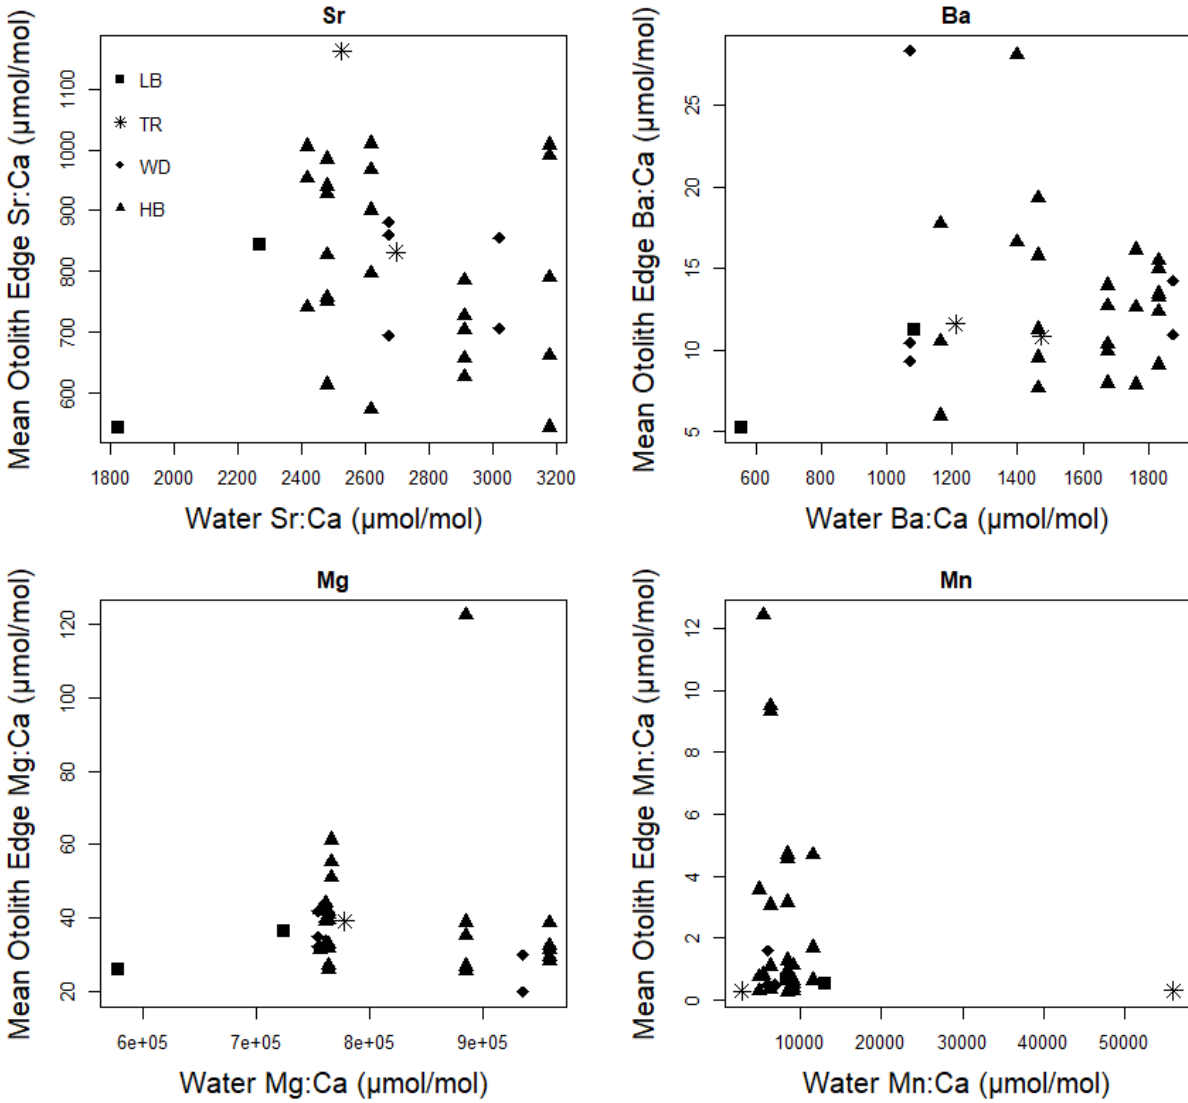 Sr
Mean Otolith Edge Sr:Ca (µmol/mol)
1100
1000
900
800
700
600
LB
TR
WD
HB
1800 2000 2200 2400 2600 2800 3000 3200
Water Sr:Ca (µmol/mol)
Ba
Mean Otolith Edge Ba:Ca (µmol/mol)
25
20
15
10
5
600 800 1000 1200 1400 1600 1800
Water Ba:Ca (µmol/mol)
Mg
Mean Otolith Edge Mg:Ca (µmol/mol)
120
100
80
60
40
20
6e+05 7e+05 8e+05 9e+05
Water Mg:Ca (µmol/mol)
Mn
Mean Otolith Edge Mn:Ca (µmol/mol)
12
10
8
6
4
2
0
10000 20000 30000 40000 50000
Water Mn:Ca (µmol/mol)